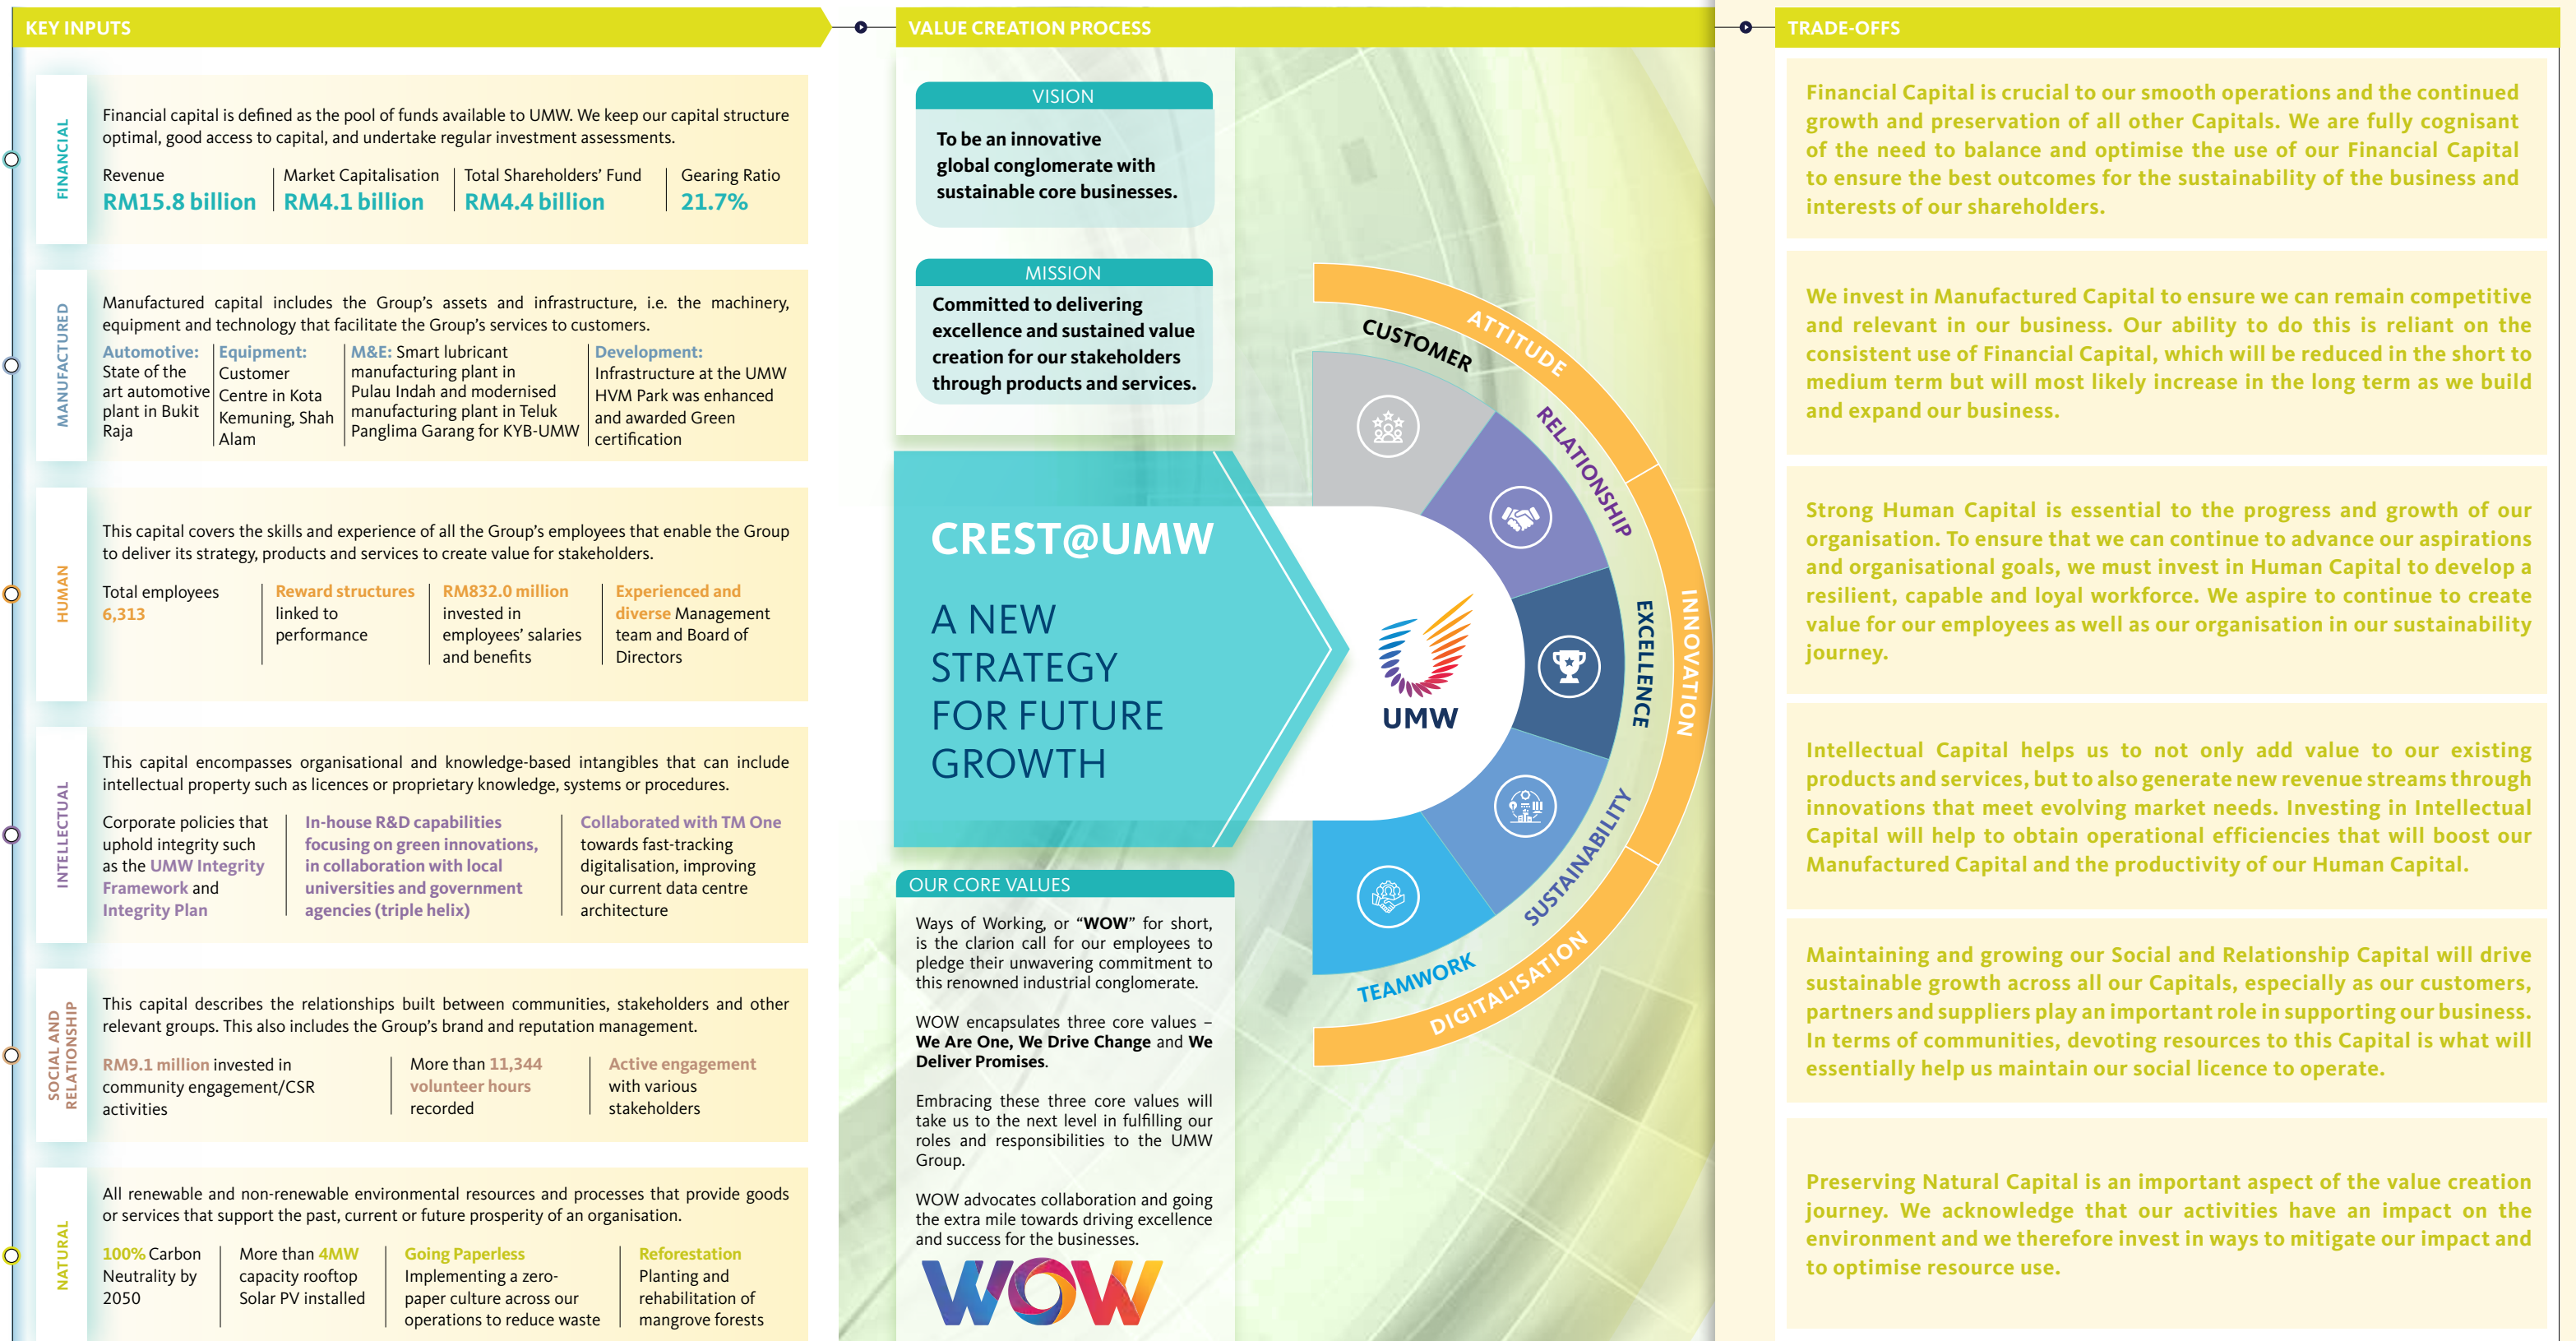 KEY INPUTS
FINANCIAL
Financial capital is defined as the pool of funds available to UMW. We keep our capital structure
optimal, good access to capital, and undertake regular investment assessments.
Revenue
RM15.8 billion
Market Capitalisation
RM4.1 billion
Total Shareholders’ Fund
RM4.4 billion
Gearing Ratio
21.7%
MANUFACTURED
Manufactured capital includes the Group’s assets and infrastructure, i.e. the machinery,
equipment and technology that facilitate the Group’s services to customers.
Automotive:
State of the
art automotive
plant in Bukit
Raja
Equipment:
Customer
Centre in Kota
Kemuning, Shah
Alam
M&E: Smart lubricant
manufacturing plant in
Pulau Indah and modernised
manufacturing plant in Teluk
Panglima Garang for KYB-UMW
Development:
Infrastructure at the UMW
HVM Park was enhanced
and awarded Green
certification
HUMAN
This capital covers the skills and experience of all the Group’s employees that enable the Group
to deliver its strategy, products and services to create value for stakeholders.
Total employees
6,313
Reward structures
linked to
performance
RM832.0 million
invested in
employees’ salaries
and benefits
Experienced and
diverse Management
team and Board of
Directors
INTELLECTUAL
This capital encompasses organisational and knowledge-based intangibles that can include
intellectual property such as licences or proprietary knowledge, systems or procedures.
Corporate policies that
uphold integrity such
as the UMW Integrity
Framework and
Integrity Plan
In-house R&D capabilities
focusing on green innovations,
in collaboration with local
universities and government
agencies (triple helix)
Collaborated with TM One
towards fast-tracking
digitalisation, improving
our current data centre
architecture
SOCIAL AND
RELATIONSHIP
This capital describes the relationships built between communities, stakeholders and other
relevant groups. This also includes the Group’s brand and reputation management.
RM9.1 million invested in
community engagement/CSR
activities
More than 11,344
volunteer hours
recorded
Active engagement
with various
stakeholders
NATURAL
All renewable and non-renewable environmental resources and processes that provide goods
or services that support the past, current or future prosperity of an organisation.
100% Carbon
Neutrality by
2050
More than 4MW
capacity rooftop
Solar PV installed
Going Paperless
Implementing a zero-
paper culture across our
operations to reduce waste
Reforestation
Planting and
rehabilitation of
mangrove forests
VALUE CREATION PROCESS
VISION
To be an innovative
global conglomerate with
sustainable core businesses.
MISSION
Committed to delivering
excellence and sustained value
creation for our stakeholders
through products and services.
CREST@UMW
A NEW
STRATEGY
FOR FUTURE
GROWTH
UMW
CUSTOMER
RELATIONSHIP
EXCELLENCE
SUSTAINABILITY
TEAMWORK
ATTITUDE
INNOVATION
DIGITALISATION
OUR CORE VALUES
Ways of Working, or “WOW” for short,
is the clarion call for our employees to
pledge their unwavering commitment to
this renowned industrial conglomerate.
WOW encapsulates three core values –
We Are One, We Drive Change and We
Deliver Promises.
Embracing these three core values will
take us to the next level in fulfilling our
roles and responsibilities to the UMW
Group.
WOW advocates collaboration and going
the extra mile towards driving excellence
and success for the businesses.
WOW
TRADE-OFFS
Financial Capital is crucial to our smooth operations and the continued
growth and preservation of all other Capitals. We are fully cognisant
of the need to balance and optimise the use of our Financial Capital
to ensure the best outcomes for the sustainability of the business and
interests of our shareholders.
We invest in Manufactured Capital to ensure we can remain competitive
and relevant in our business. Our ability to do this is reliant on the
consistent use of Financial Capital, which will be reduced in the short to
medium term but will most likely increase in the long term as we build
and expand our business.
Strong Human Capital is essential to the progress and growth of our
organisation. To ensure that we can continue to advance our aspirations
and organisational goals, we must invest in Human Capital to develop a
resilient, capable and loyal workforce. We aspire to continue to create
value for our employees as well as our organisation in our sustainability
journey.
Intellectual Capital helps us to not only add value to our existing
products and services, but to also generate new revenue streams through
innovations that meet evolving market needs. Investing in Intellectual
Capital will help to obtain operational efficiencies that will boost our
Manufactured Capital and the productivity of our Human Capital.
Maintaining and growing our Social and Relationship Capital will drive
sustainable growth across all our Capitals, especially as our customers,
partners and suppliers play an important role in supporting our business.
In terms of communities, devoting resources to this Capital is what will
essentially help us maintain our social licence to operate.
Preserving Natural Capital is an important aspect of the value creation
journey. We acknowledge that our activities have an impact on the
environment and we therefore invest in ways to mitigate our impact and
to optimise resource use.